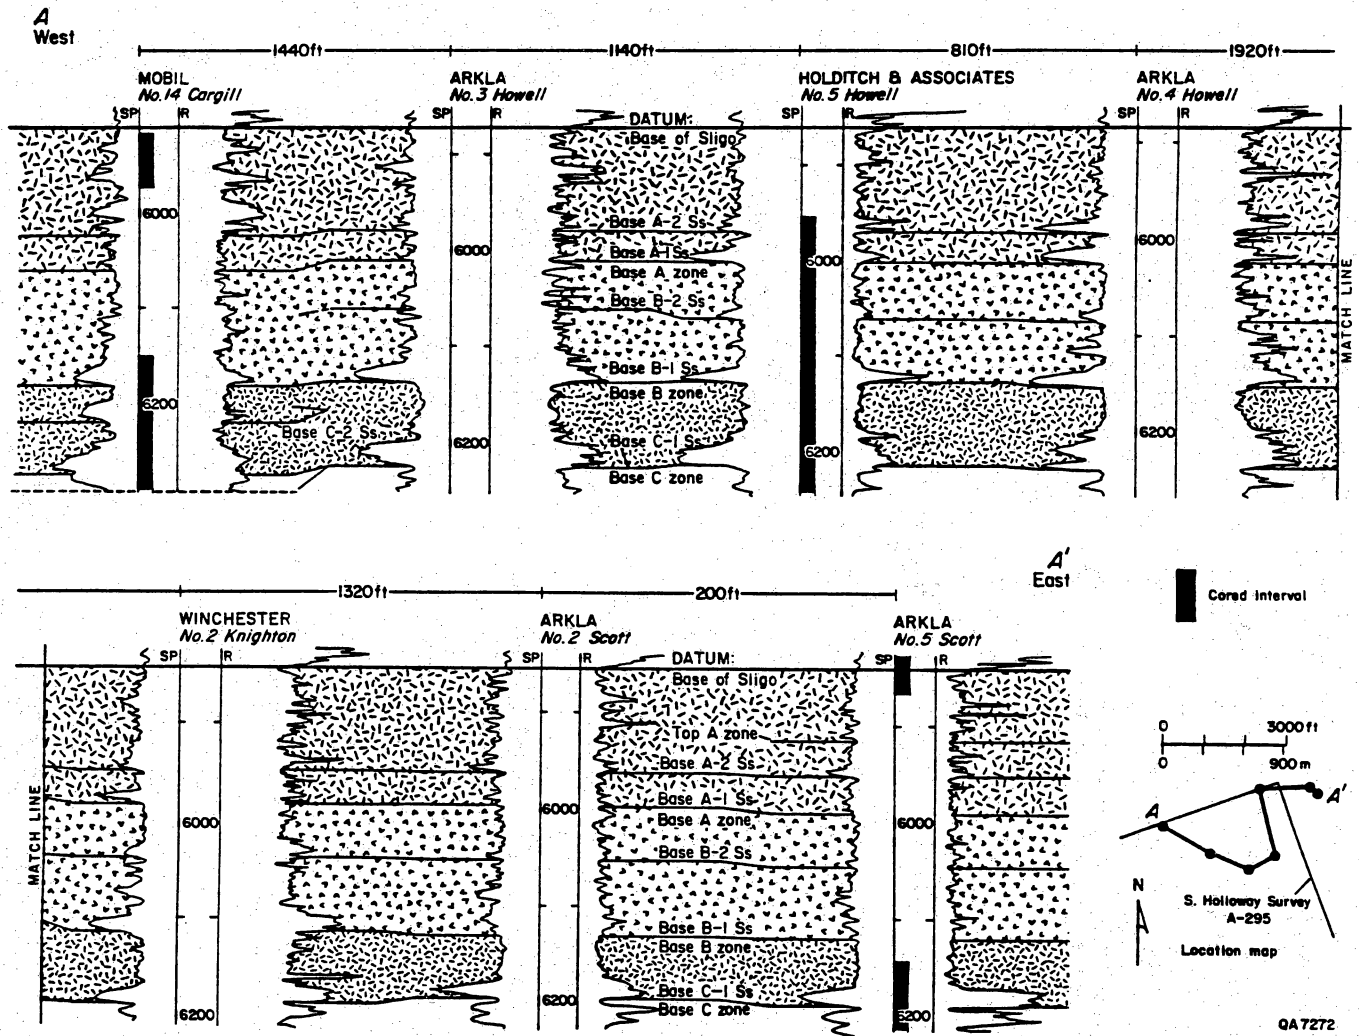 A
West
1440ft
1140ft
810ft
1920ft
MOBIL
No. 14 Cargill
ARKLA
No. 3 Howell
HOLDITCH & ASSOCIATES
No. 5 Howell
ARKLA
No. 4 Howell
SP R
SP R
SP R
SP R
DATUM:
Base of Sligo
6000
Base A-2 Ss
6000
Base A-1 Ss
6000
6000
Base A zone
Base B-2 Ss
MATCH LINE
Base B-1 Ss
Base B zone
6200
Base C-2 Ss
6200
Base C-1 Ss
6200
6200
Base C zone
A'
East
1320ft
200ft
Cored interval
WINCHESTER
No. 2 Knighton
ARKLA
No. 2 Scott
ARKLA
No. 5 Scott
SP R
SP R
SP R
DATUM:
Base of Sligo
Top A zone
Base A-2 Ss
MATCH LINE
Base A-1 Ss
6000
6000
Base A zone
6000
Base B-2 Ss
Base B-1 Ss
Base B zone
Base C-1 Ss
6200
Base C zone
6200
6200
0 3000 ft
0 900 m
A
A'
N
S. Holloway Survey
A-295
Location map
QA7272